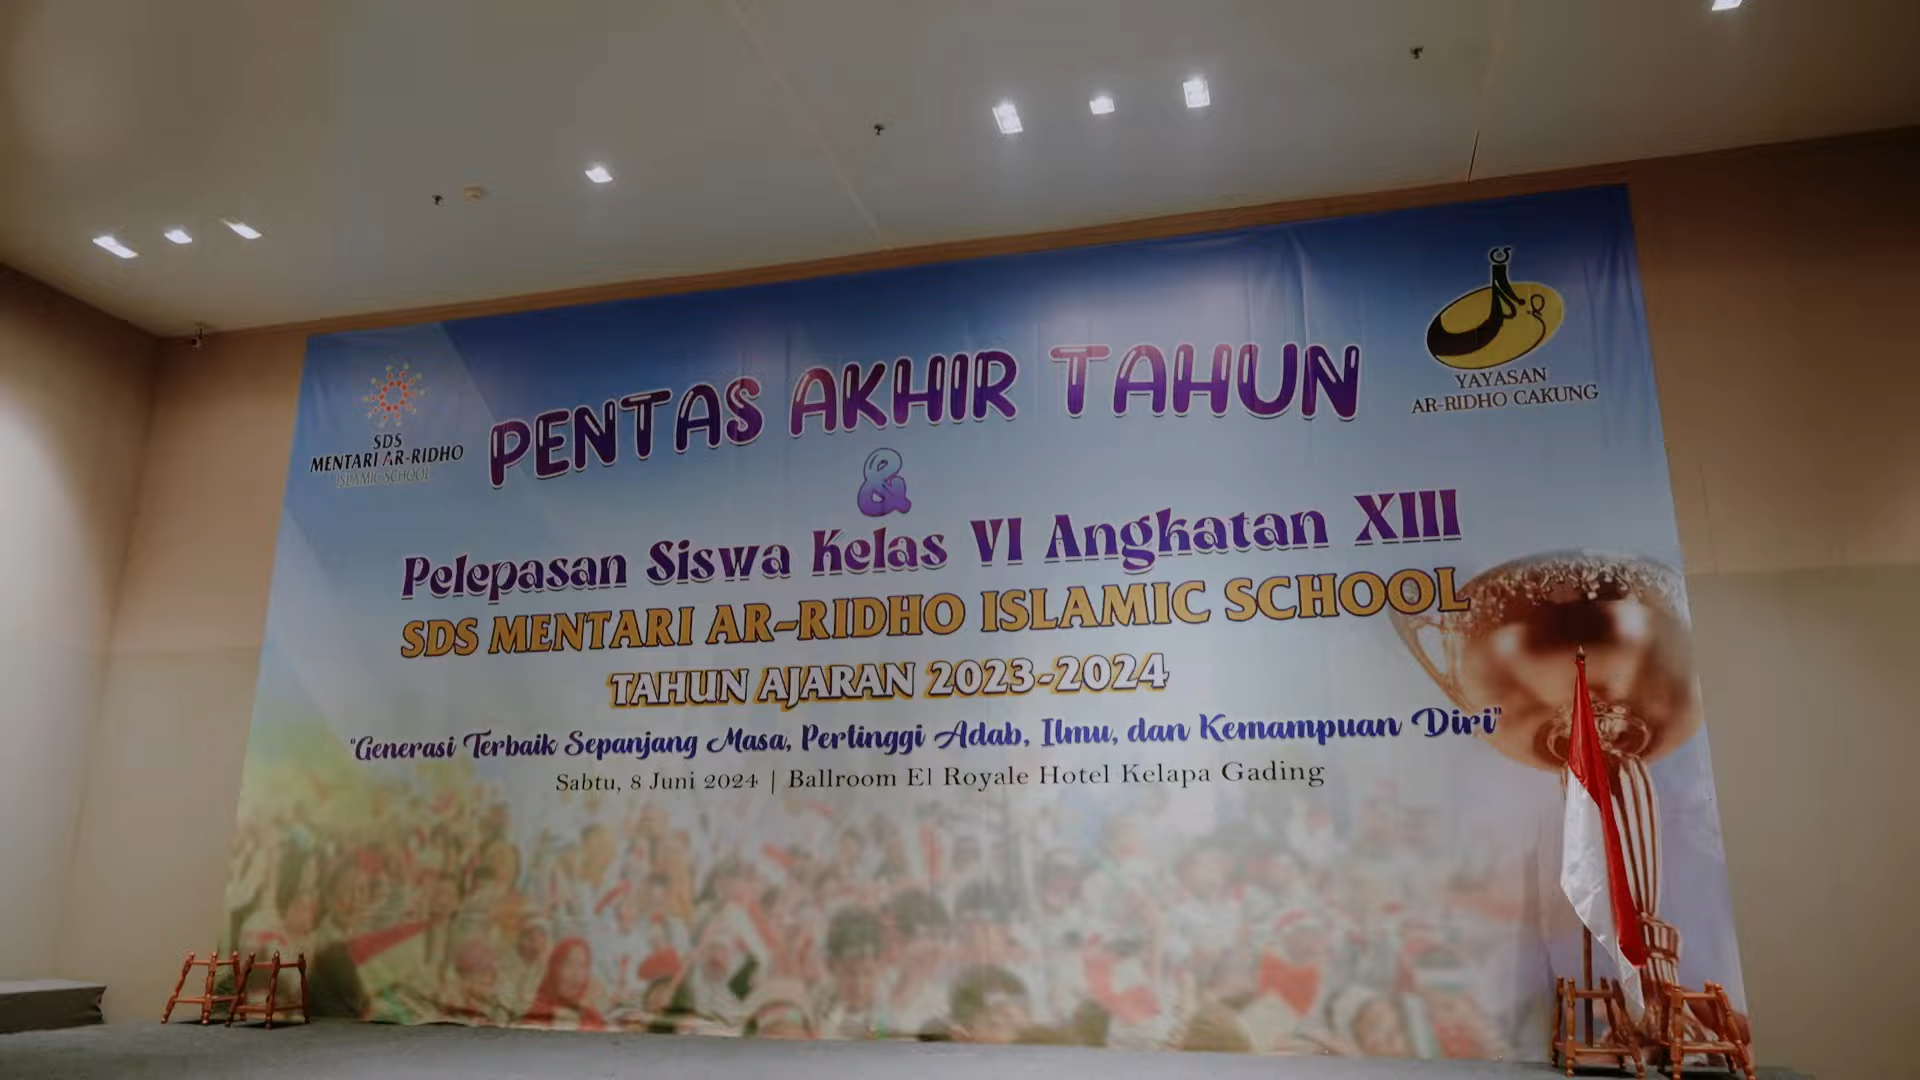 SDS
MENTARI AR-RIDHO
ISLAMIC SCHOOL
YAYASAN
AR-RIDHO CAKUNG
PENTAS AKHIR TAHUN
&
Pelepasan Siswa Kelas VI Angkatan XIII
SDS MENTARI AR-RIDHO ISLAMIC SCHOOL
TAHUN AJARAN 2023-2024
"Generasi Terbaik Sepanjang Masa, Pertinggi Adab, Ilmu, dan Kemampuan Diri"
Sabtu, 8 Juni 2024 | Ballroom El Royale Hotel Kelapa Gading